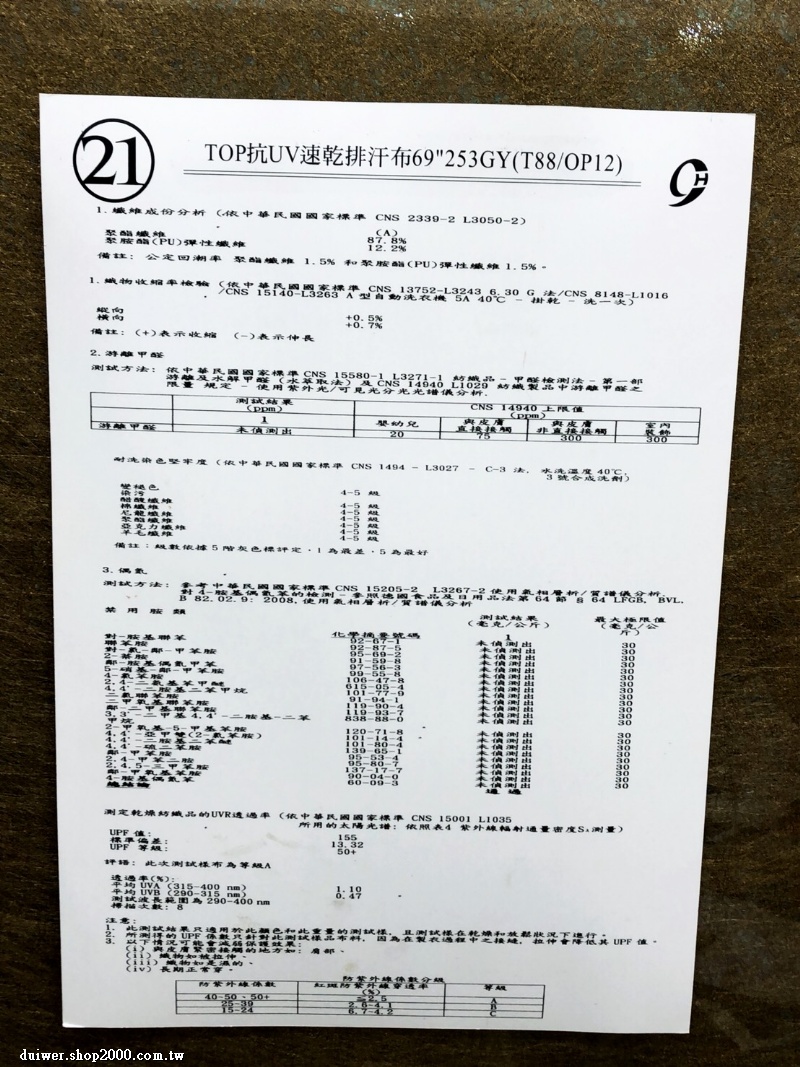 21
TOP抗UV速乾排汗布69"253GY(T88/OP12)
9H
1.纖維成份分析 (依中華民國國家標準 CNS 2339-2 L3050-2)
(A)
聚酯纖維 87.8%
聚胺酯(PU)彈性纖維 12.2%
備註: 公定回潮率 聚酯纖維 1.5% 和聚胺酯(PU)彈性纖維 1.5%。
1.織物收縮率檢驗 (依中華民國國家標準 CNS 13752-L3243 6.30 G 法/CNS 8148-L1016
/CNS 15140-L3263 A 型自動洗衣機 5A 40℃ - 掛乾 - 洗一次)
縱向 +0.5%
橫向 +0.7%
備註: (+)表示收縮 (-)表示伸長
2.游離甲醛
測試方法: 依中華民國國家標準CNS 15580-1 L3271-1 紡織品-甲醛檢測法-第一部
游離及水解甲醛 (水萃取法) 及 CNS 14940 L1029 紡織製品中游離甲醛之
限量 規定 - 使用紫外光/可見光分光光譜儀分析.
測試結果 (ppm) CNS 14940 上限值 (ppm)
1 嬰幼兒 與皮膚直接接觸 與皮膚非直接接觸 室內裝飾
游離甲醛 未偵測出 20 75 300 300
耐洗染色堅牢度 (依中華民國國家標準 CNS 1494 - L3027 - C-3 法, 水洗溫度40℃,
3號合成洗劑)
變褪色 4-5 級
染污
醋酸纖維 4-5 級
棉纖維 4-5 級
尼龍纖維 4-5 級
聚酯纖維 4-5 級
亞克力纖維 4-5 級
羊毛纖維 4-5 級
備註：級數依據5階灰色標評定，1為最差，5為最好
3.偶氮
測試方法: 參考中華民國國家標準CNS 15205-2 L3267-2使用氣相層析/質譜儀分析.
對4-胺基偶氮苯的檢測-參照德國食品及日用品法第64部 § 64 LFGB, BVL,
B 82.02.9: 2008,使用氣相層析/質譜儀分析
禁用胺類 測試結果 (毫克/公斤) 最大極限值 (毫克/公斤)
化學摘要號碼 1
對-胺基聯苯 92-67-1 未偵測出 30
聯苯胺 92-87-5 未偵測出 30
對-氯-鄰-甲苯胺 95-69-2 未偵測出 30
2-萘胺 91-59-8 未偵測出 30
鄰-胺基偶氮甲苯 97-56-3 未偵測出 30
5-硝基-鄰-甲苯胺 99-55-8 未偵測出 30
4-氯苯胺 106-47-8 未偵測出 30
2,4-二氨基苯甲醚 615-05-4 未偵測出 30
4,4'-二胺基二苯甲烷 101-77-9 未偵測出 30
二氯聯苯胺 91-94-1 未偵測出 30
二甲氧基聯苯胺 119-90-4 未偵測出 30
鄰-二甲基聯苯胺 119-93-7 未偵測出 30
3,3'-二甲基4,4'-二胺基-二苯甲烷 838-88-0 未偵測出 30
2-甲氧基-5-甲基苯胺 120-71-8 未偵測出 30
4,4'-亞甲雙(2-氯苯胺) 101-14-4 未偵測出 30
4,4'-二胺基二苯醚 101-80-4 未偵測出 30
4,4'-硫二苯胺 139-65-1 未偵測出 30
鄰-甲苯胺 95-53-4 未偵測出 30
2,4-甲苯二胺 95-80-7 未偵測出 30
2,4,5-三甲基苯胺 137-17-7 未偵測出 30
鄰-甲氧基苯胺 90-04-0 未偵測出 30
4-胺基偶氮苯 60-09-3 未偵測出 30
總結論 通過
測定乾燥紡織品的UVR透過率 (依中華民國國家標準 CNS 15001 L1035
所用的太陽光譜: 依照表4 紫外線輻射通量密度Sλ測量)
UPF 值: 155
標準偏差: 13.32
UPF 等級: 50+
評語: 此次測試樣布為等級A
透過率(%):
平均 UVA (315-400 nm) 1.10
平均 UVB (290-315 nm) 0.47
測試波長範圍為290-400 nm
掃描次數: 8
注意:
1. 此測試結果只適用於此顏色和此重量的測試樣，且測試在乾燥和放鬆狀況下進行。
2. 所測得的 UPF 係數只針對此測試樣品布料，因為在製衣過程中之接縫，拉伸會降低其 UPF 值。
3. 以下情況可能會減弱保護效果:
(i) 與皮膚緊密接觸的地方如: 肩部、
(ii) 織物如被拉伸、
(iii) 織物如是濕的、
(iv) 長期正常穿。
防紫外線係數分級
防紫外線係數 紅斑防紫外線穿透率 (%) 等級
40-50、50+ ≦2.5 A
25-39 2.6-4.1 B
15-24 6.7-4.2 C
duiwer.shop2000.com.tw